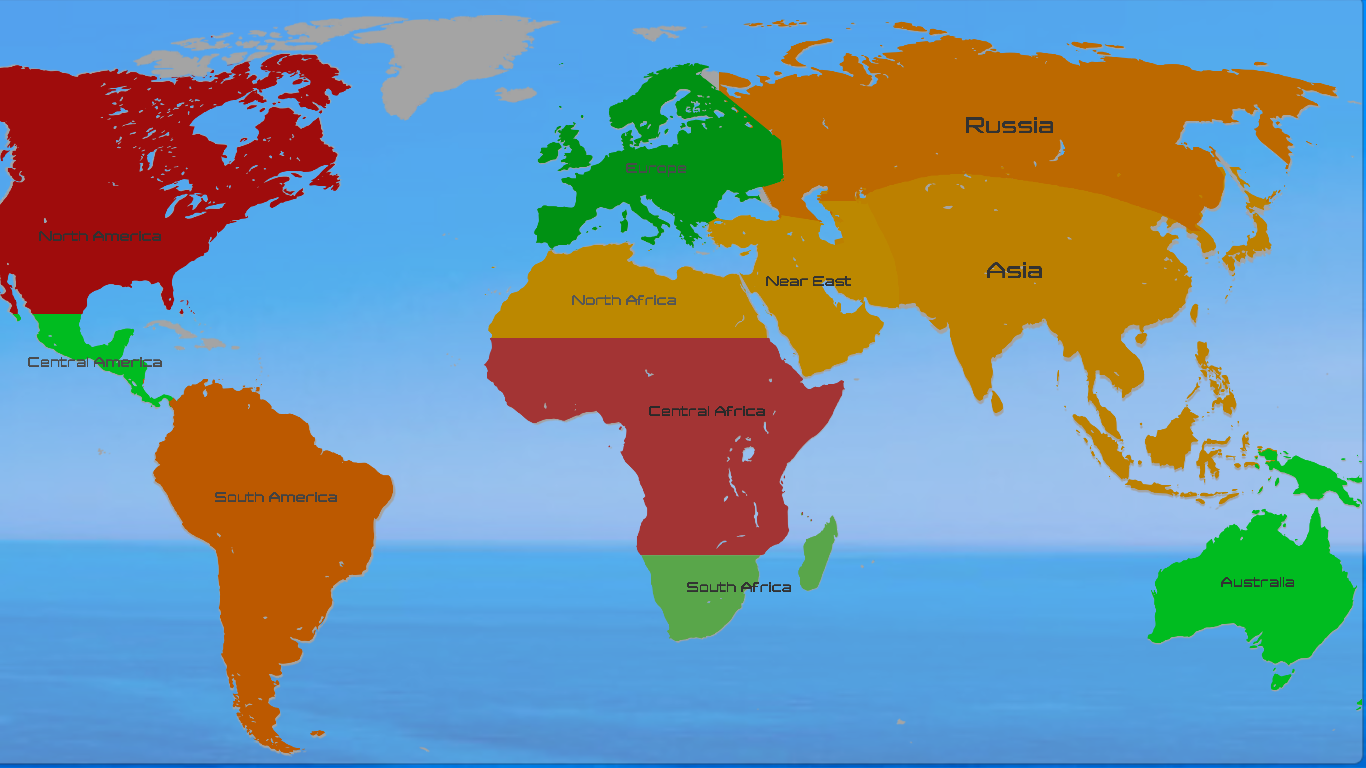 Russia
Europe
North America
Asia
Near East
North Africa
Central America
Central Africa
South America
Australia
South Africa